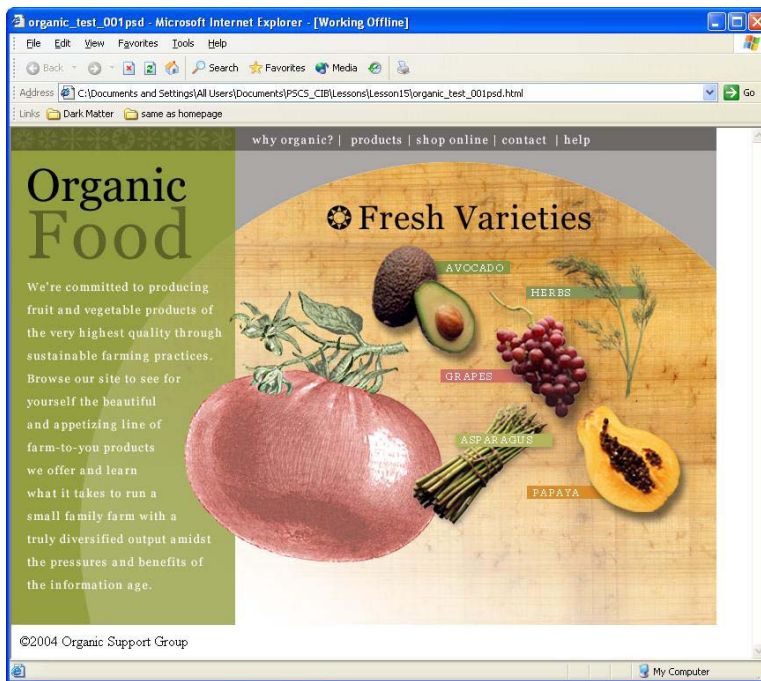 organic_test_001psd - Microsoft Internet Explorer - [Working Offline]
File Edit View Favorites Tools Help
Back Search Favorites Media
Address C:\Documents and Settings\All Users\Documents\PSCS_CIB\Lessons\Lesson15\organic_test_001psd.html Go
Links Dark Matter same as homepage
why organic? | products | shop online | contact | help
Organic
Food
Fresh Varieties
We're committed to producing
fruit and vegetable products of
the very highest quality through
sustainable farming practices.
Browse our site to see for
yourself the beautiful
and appetizing line of
farm-to-you products
we offer and learn
what it takes to run a
small family farm with a
truly diversified output amidst
the pressures and benefits of
the information age.
AVOCADO
HERBS
GRAPES
ASPARAGUS
PAPAYA
©2004 Organic Support Group
My Computer